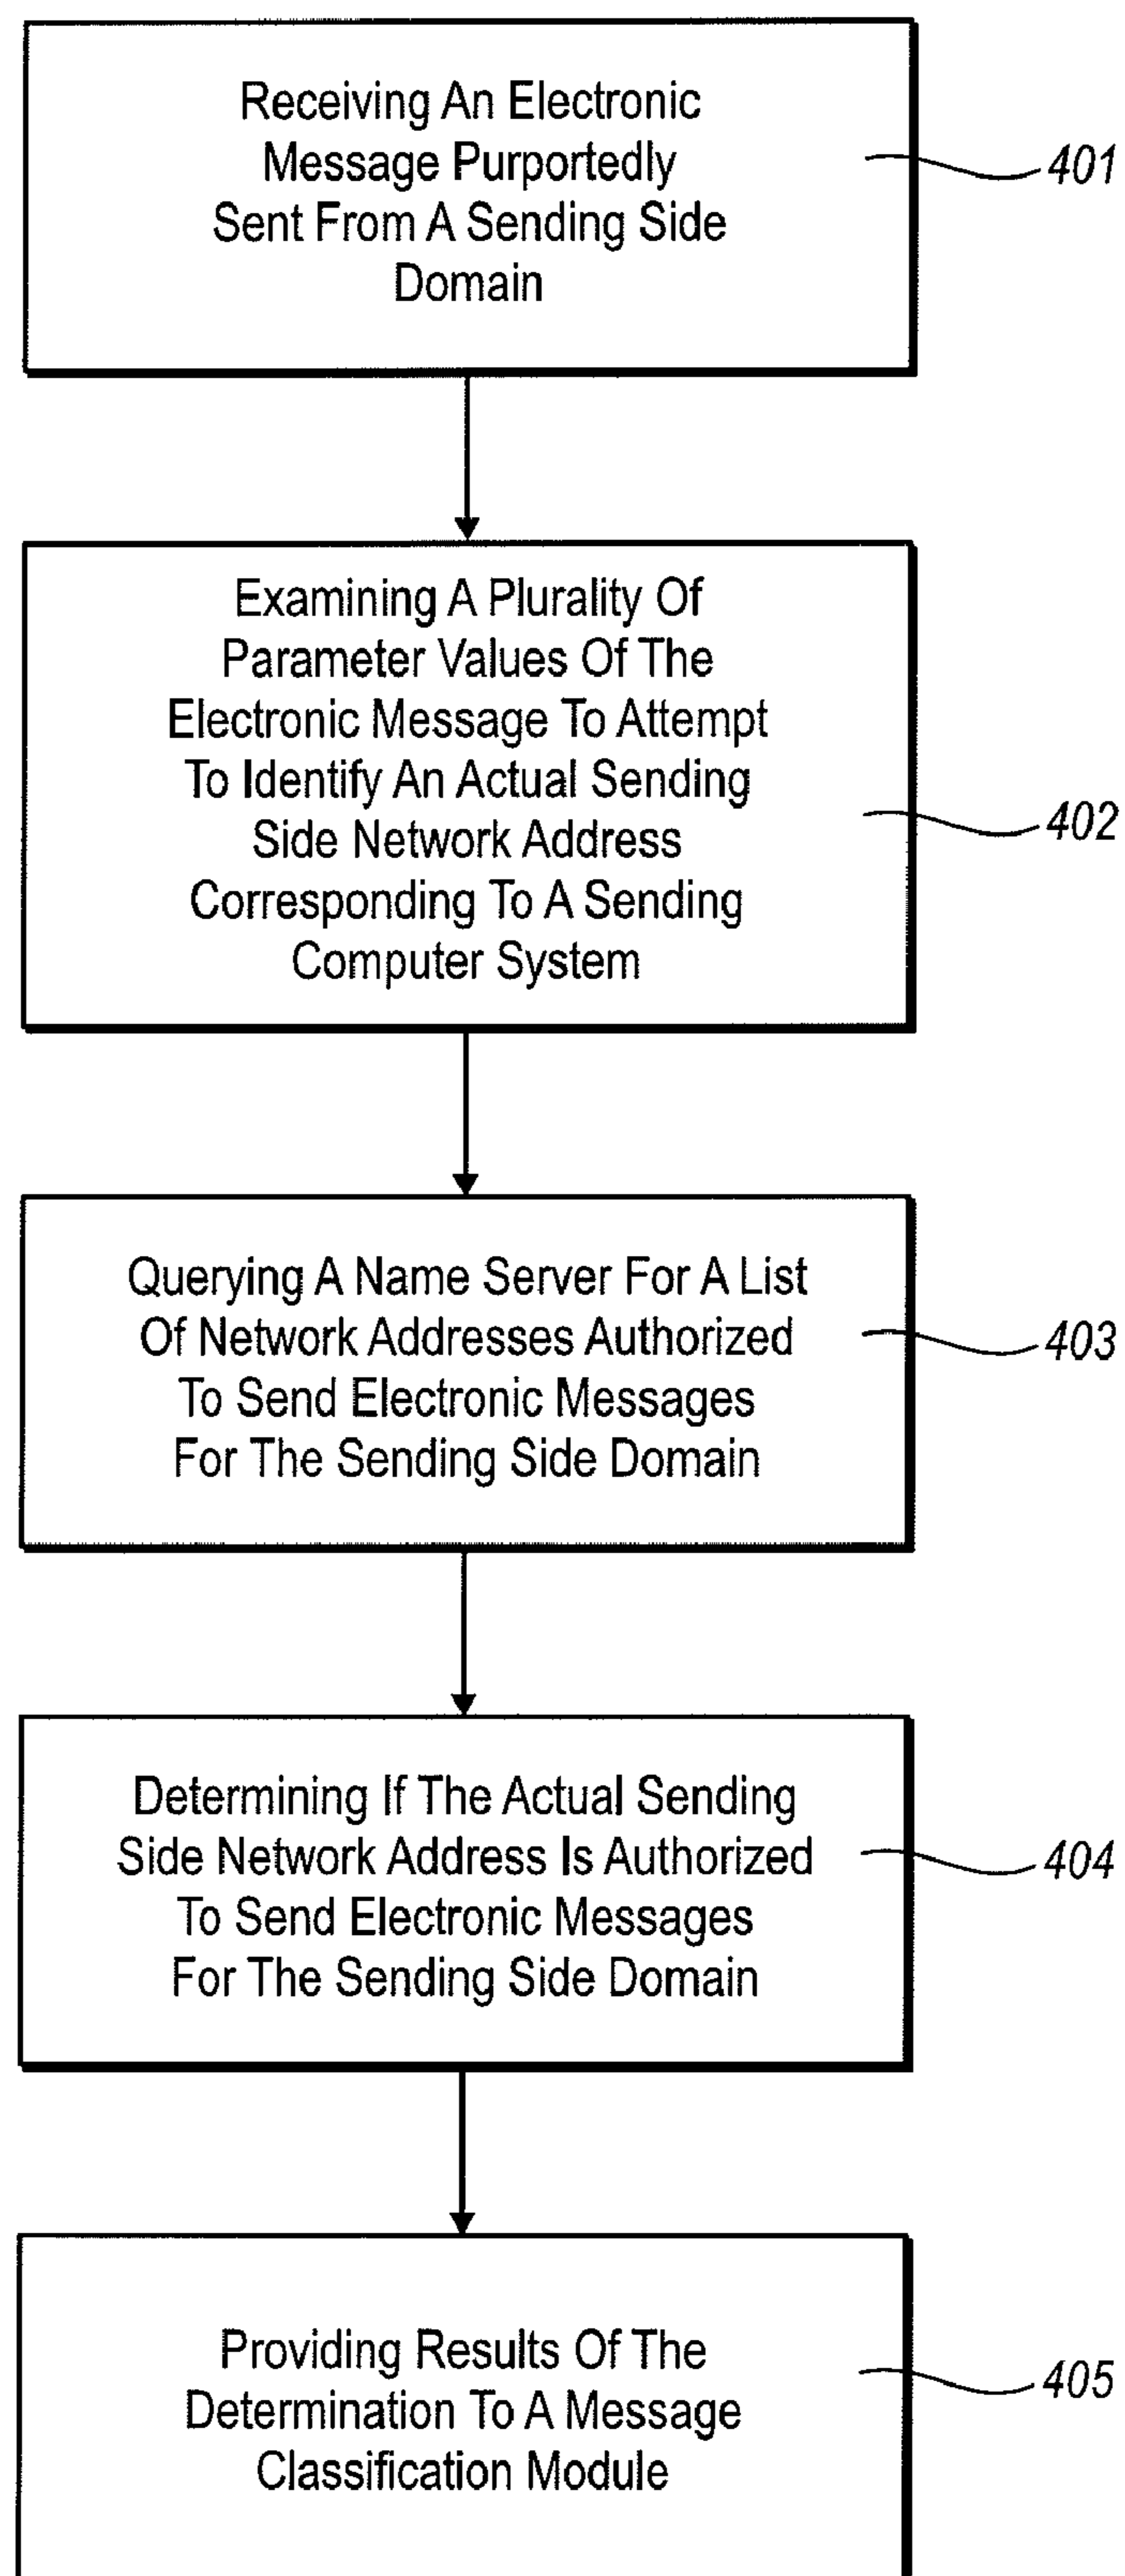 Receiving An Electronic
Message Purportedly
Sent From A Sending Side
Domain
401
Examining A Plurality Of
Parameter Values Of The
Electronic Message To Attempt
To Identify An Actual Sending
Side Network Address
Corresponding To A Sending
Computer System
402
Querying A Name Server For A List
Of Network Addresses Authorized
To Send Electronic Messages
For The Sending Side Domain
403
Determining If The Actual Sending
Side Network Address Is Authorized
To Send Electronic Messages
For The Sending Side Domain
404
Providing Results Of The
Determination To A Message
Classification Module
405